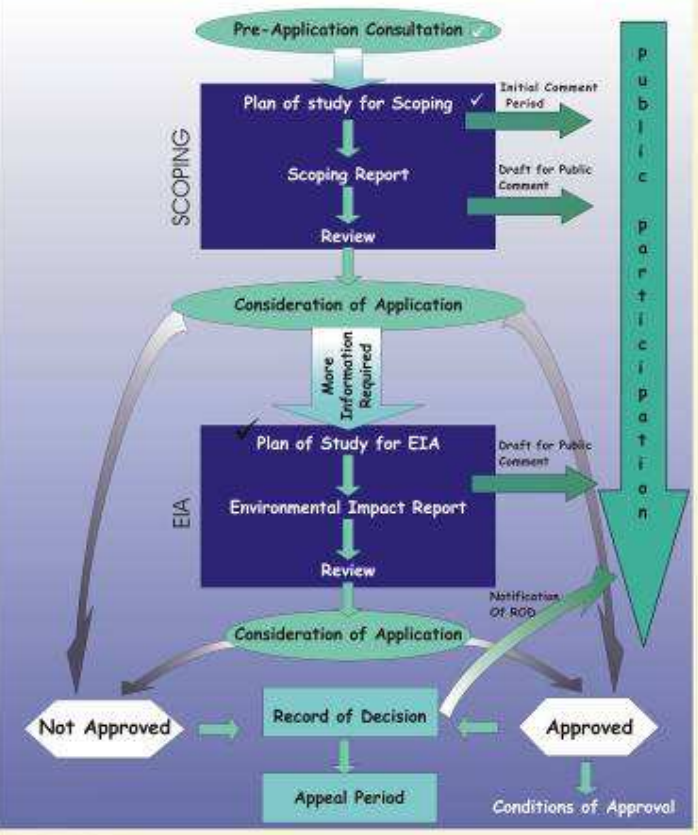 Pre-Application Consultation ✓
Plan of study for Scoping ✓
Initial Comment
Period
SCOPING
Scoping Report
Draft for Public
Comment
Review
Public participation
Consideration of Application
More
Information
Required
Plan of Study for EIA
Draft for Public
Comment
EIA
Environmental Impact Report
Review
Notification
Of ROD
Consideration of Application
Not Approved
Record of Decision
Approved
Appeal Period
Conditions of Approval